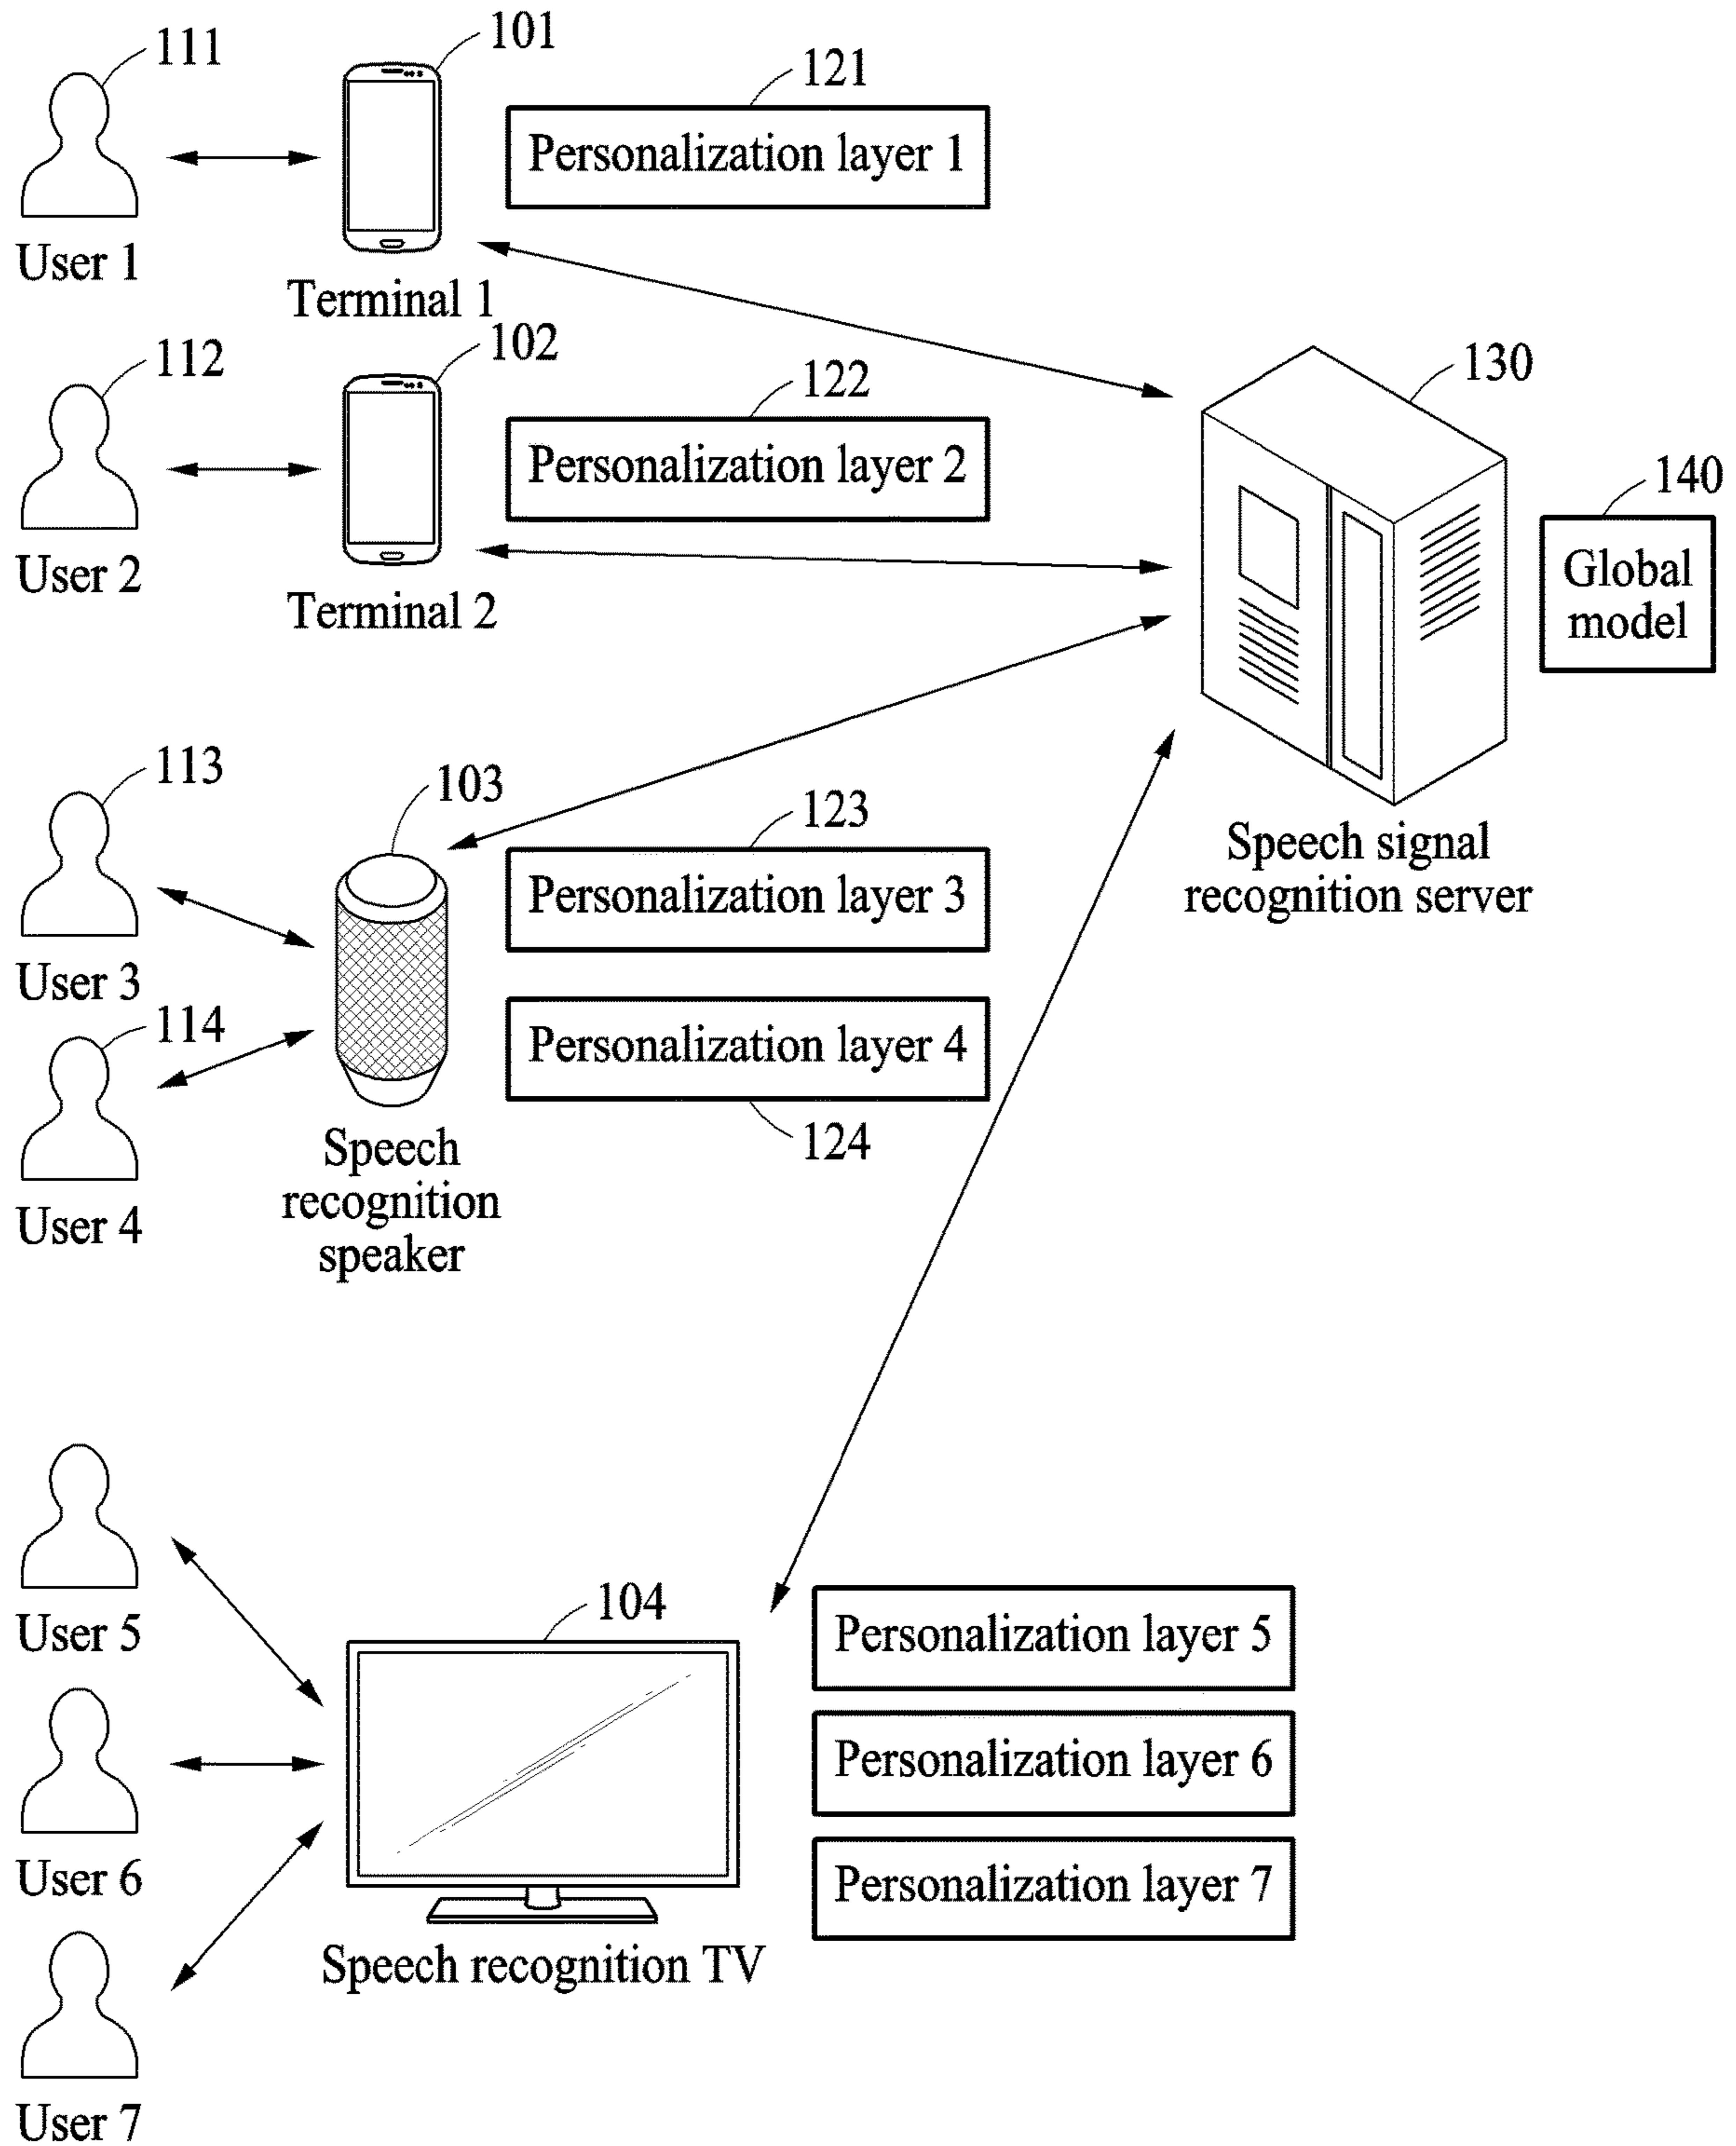 111
101
121
Personalization layer 1
User 1
Terminal 1
112
102
122
130
Personalization layer 2
140
Global
model
User 2
Terminal 2
113
103
123
Speech signal
recognition server
Personalization layer 3
User 3
114
Personalization layer 4
124
Speech
recognition
speaker
User 4
104
User 5
Personalization layer 5
Personalization layer 6
User 6
Personalization layer 7
Speech recognition TV
User 7